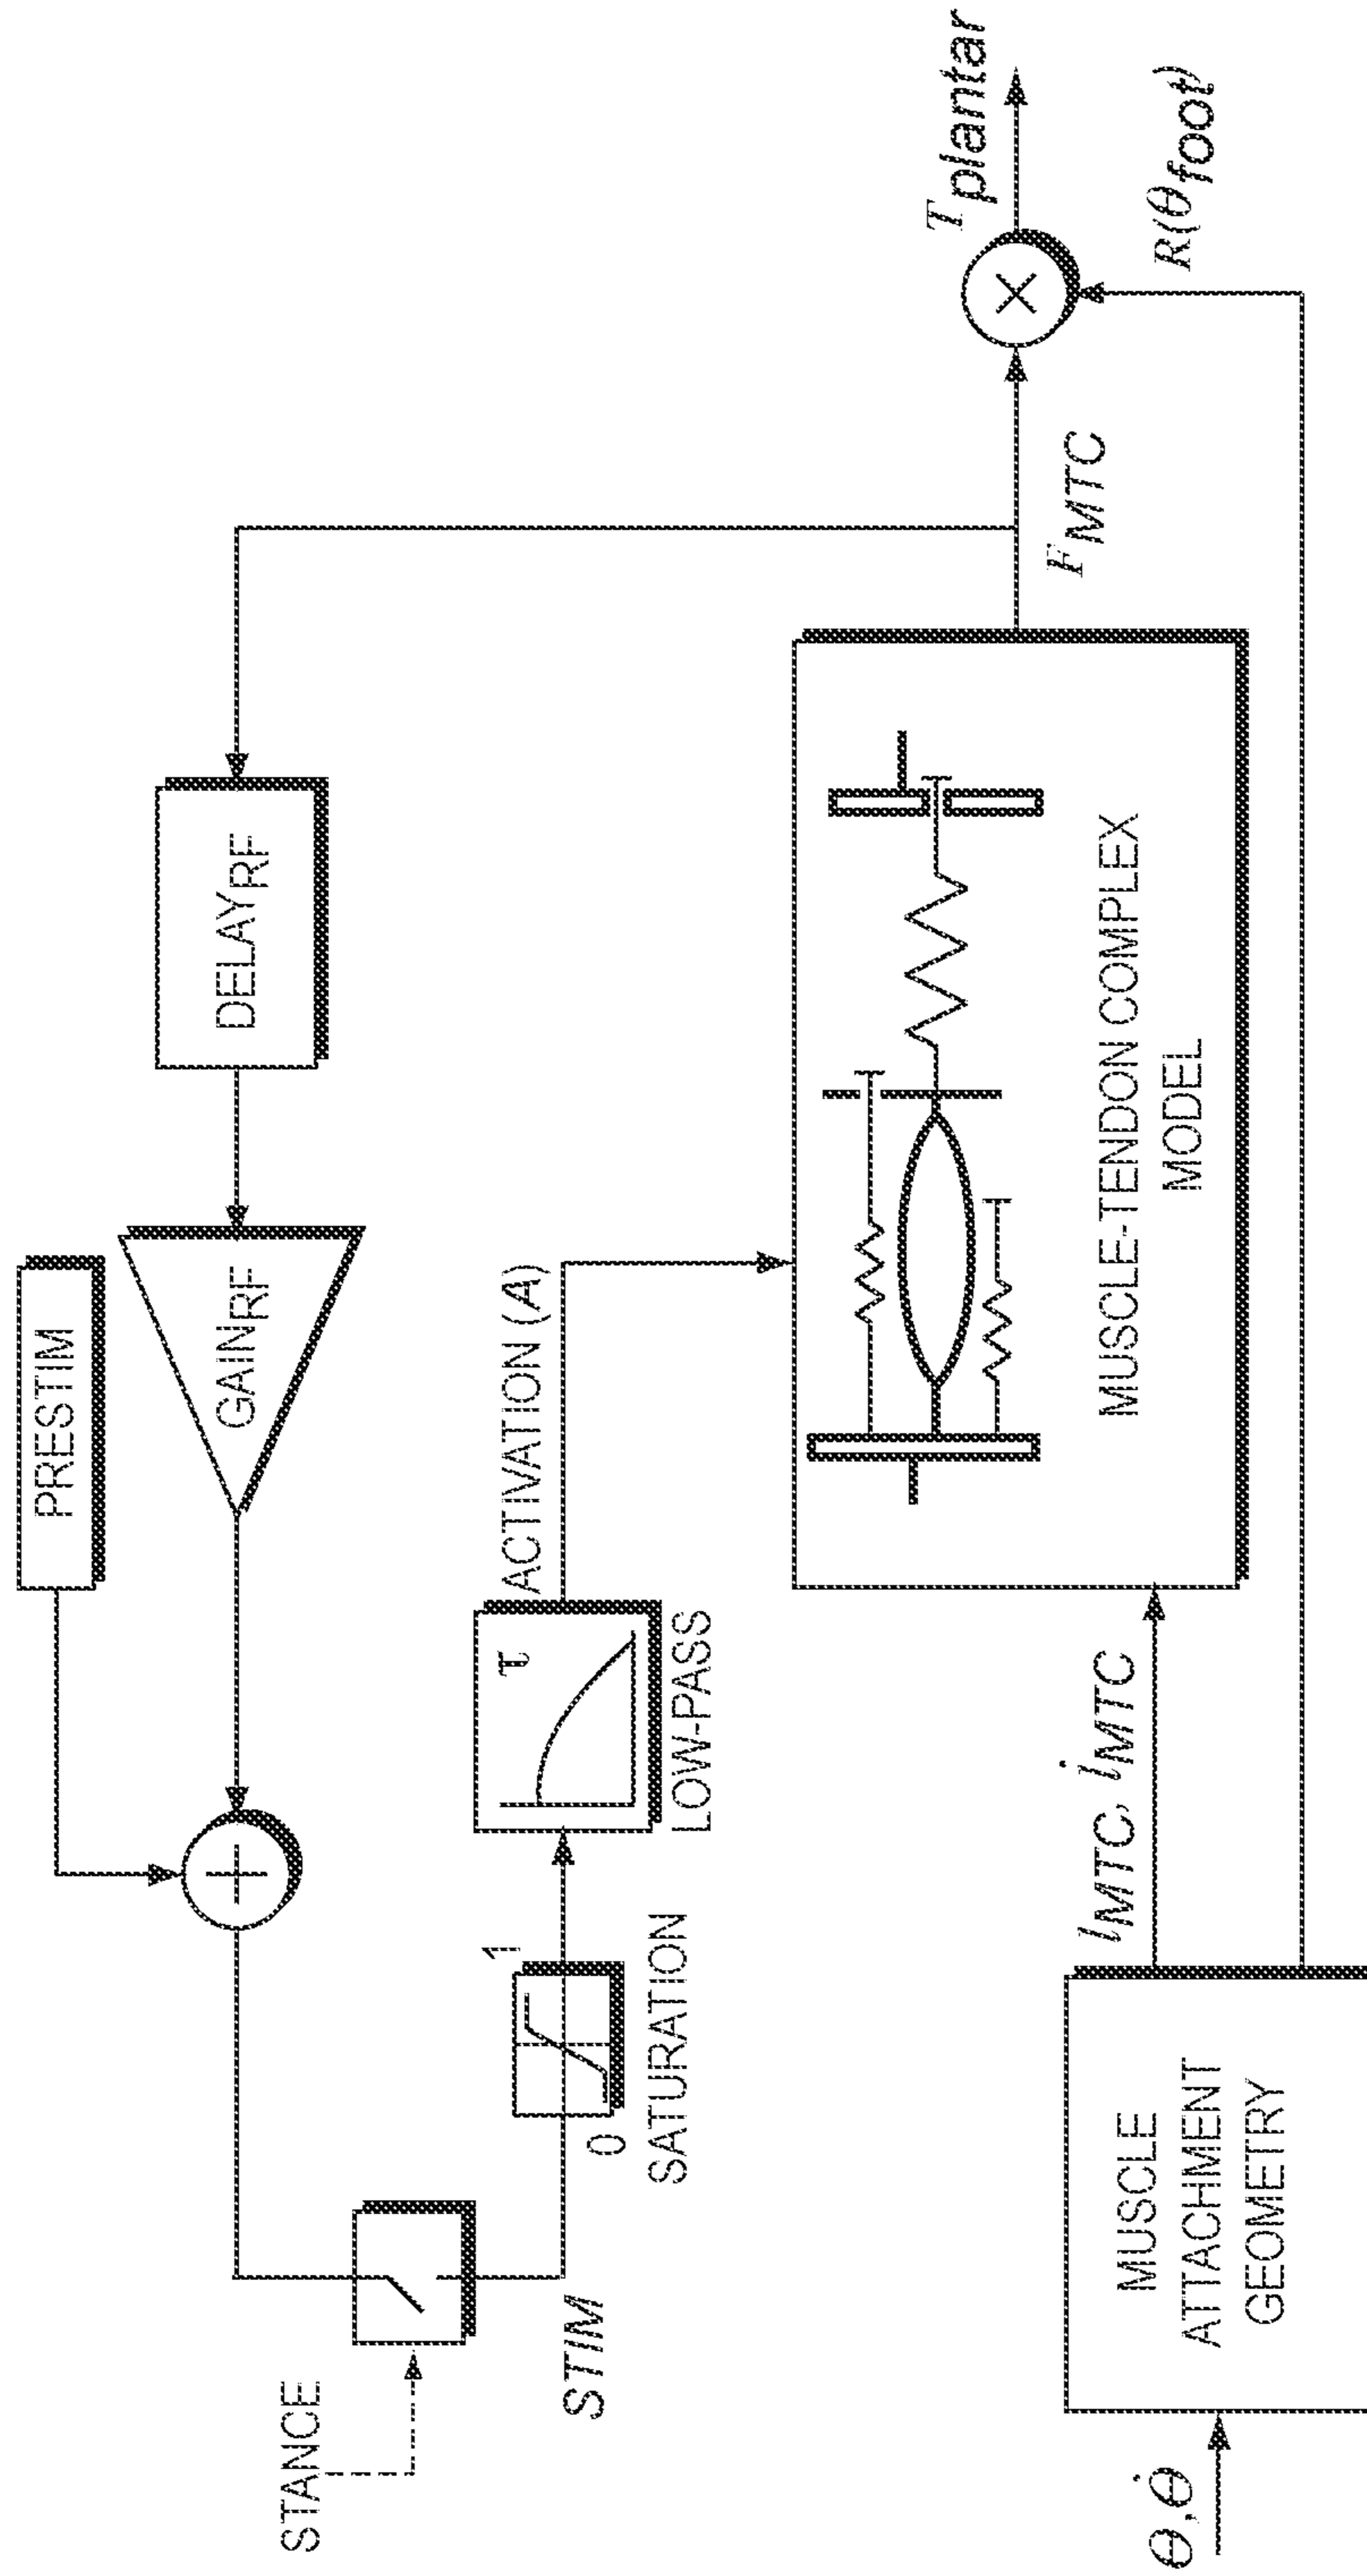 PRESTIM
GAIN_RF
DELAY_RF
STANCE
STIM
0
1
SATURATION
τ
LOW-PASS
ACTIVATION (A)
θ, θ̇
MUSCLE
ATTACHMENT
GEOMETRY
l_MTC, l̇_MTC
MUSCLE-TENDON COMPLEX
MODEL
F_MTC
T_plantar
R(θ_foot)